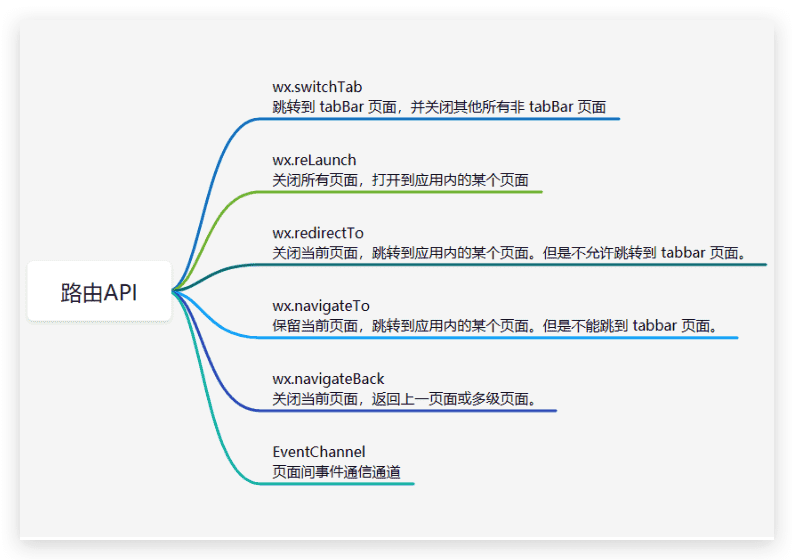 wx.switchTab
跳转到 tabBar 页面，并关闭其他所有非 tabBar 页面
wx.reLaunch
关闭所有页面，打开到应用内的某个页面
wx.redirectTo
关闭当前页面，跳转到应用内的某个页面。但是不允许跳转到 tabbar 页面。
路由API
wx.navigateTo
保留当前页面，跳转到应用内的某个页面。但是不能跳到 tabbar 页面。
wx.navigateBack
关闭当前页面，返回上一页面或多级页面。
EventChannel
页面间事件通信通道